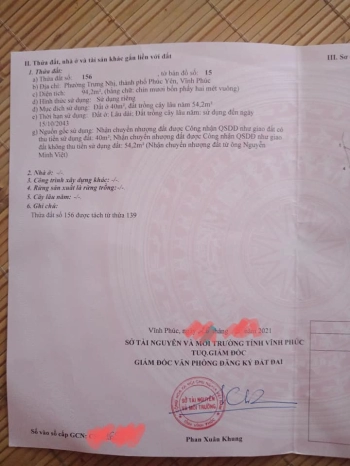 II. Thửa đất, nhà ở và tài sản khác gắn liền với đất
III. Sơ
1. Thửa đất:
a) Thửa đất số: 156 , tờ bản đồ số: 15
b) Địa chỉ: Phường Trưng Nhị, thành phố Phúc Yên, Vĩnh Phúc
c) Diện tích: 94,2m², (bằng chữ: chín mươi bốn phẩy hai mét vuông)
d) Hình thức sử dụng: Sử dụng riêng
đ) Mục đích sử dụng: Đất ở 40m², đất trồng cây lâu năm 54,2m²
e) Thời hạn sử dụng: Đất ở: Lâu dài; Đất trồng cây lâu năm: sử dụng đến ngày
15/10/2043
g) Nguồn gốc sử dụng: Nhận chuyển nhượng đất được Công nhận QSDĐ như giao đất có
thu tiền sử dụng đất: 40m², Nhận chuyển nhượng đất được Công nhận QSDĐ như giao
đất không thu tiền sử dụng đất: 54,2m² (Nhận chuyển nhượng đất từ ông Nguyễn
Minh Việt)
2. Nhà ở: -/-
3. Công trình xây dựng khác: -/-
4. Rừng sản xuất là rừng trồng: -/-
5. Cây lâu năm: -/-
6. Ghi chú:
Thửa đất số 156 được tách từ thửa 139
Vĩnh Phúc, 2021
SỞ TÀI NGUYÊN VÀ MÔI TRƯỜNG TỈNH VĨNH PHÚC
TUQ.GIÁM ĐỐC
GIÁM ĐỐC VĂN PHÒNG ĐĂNG KÝ ĐẤT ĐAI
SỞ TÀI NGUYÊN
VÀ MÔI TRƯỜNG
Phan Xuân Khung
Số vào sổ cấp GCN: